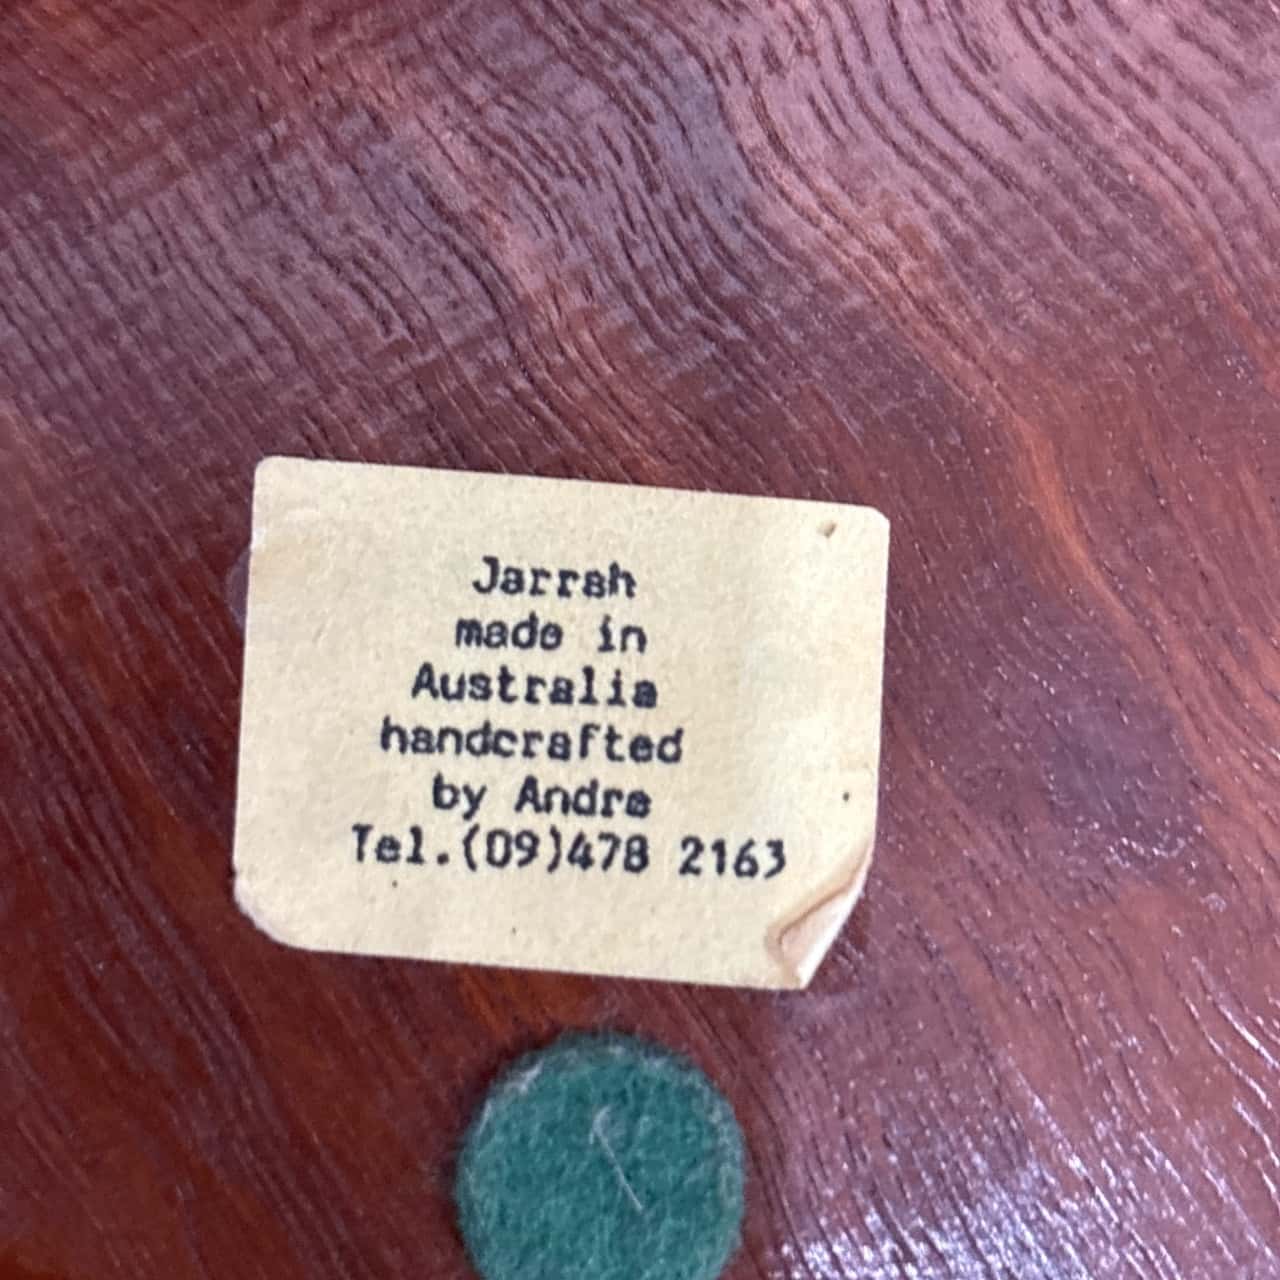 Jarrah
made in
Australia
handcrafted
by Andre
Tel.(09)478 2163